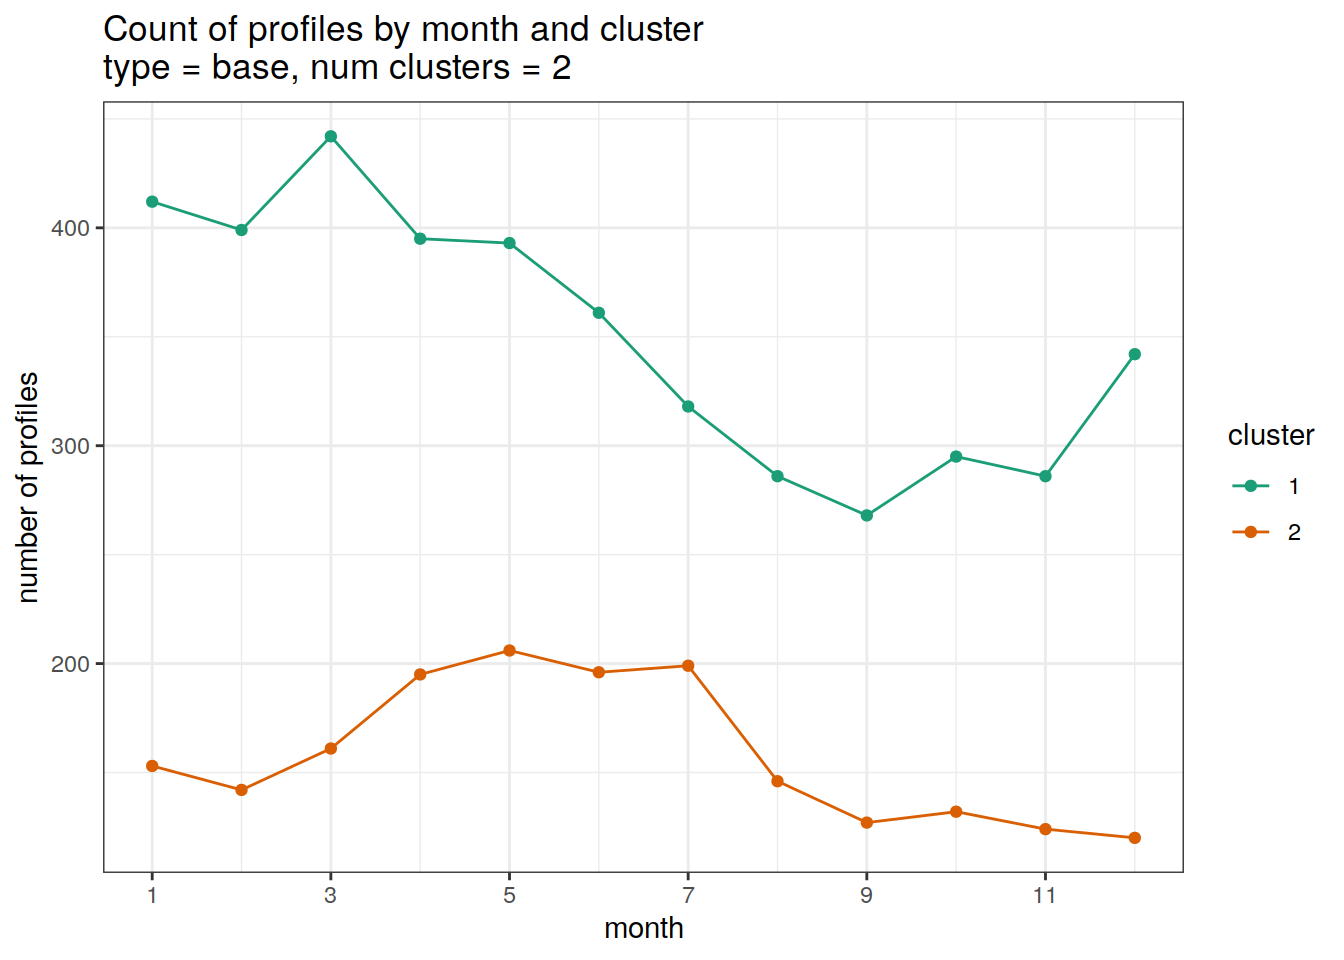 Count of profiles by month and cluster
type = base, num clusters = 2
400
300
200
number of profiles
1 3 5 7 9 11
month
cluster
1
2